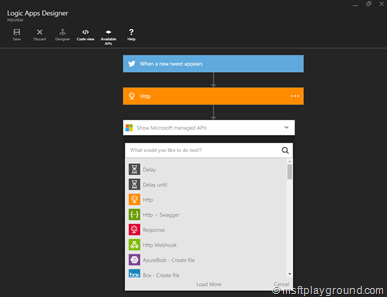 Logic Apps Designer
PREVIEW
Save
Discard
Designer
Code view
Available APIs
Help
When a new tweet appears
Http
Show Microsoft managed APIs
What would you like to do next?
Delay
Delay until
Http
Http + Swagger
Response
Http Webhook
AzureBlob - Create file
Box - Create file
Load More
Cancel
© msftplayground.com